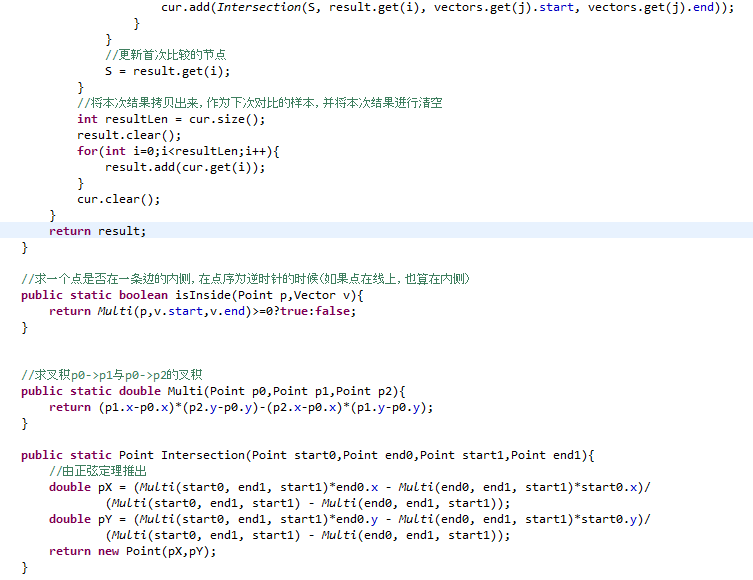 cur.add(Intersection(S, result.get(i), vectors.get(j).start, vectors.get(j).end));
}
}
//更新首次比较的节点
S = result.get(i);
}
//将本次结果拷贝出来,作为下次对比的样本,并将本次结果进行清空
int resultLen = cur.size();
result.clear();
for(int i=0;i<resultLen;i++){
result.add(cur.get(i));
}
cur.clear();
}
return result;
}
//求一个点是否在一条边的内侧,在点序为逆时针的时候(如果点在线上,也算在内侧)
public static boolean isInside(Point p,Vector v){
return Multi(p,v.start,v.end)>=0?true:false;
}
//求叉积p0->p1与p0->p2的叉积
public static double Multi(Point p0,Point p1,Point p2){
return (p1.x-p0.x)*(p2.y-p0.y)-(p2.x-p0.x)*(p1.y-p0.y);
}
public static Point Intersection(Point start0,Point end0,Point start1,Point end1){
//由正弦定理推出
double pX = (Multi(start0, end1, start1)*end0.x - Multi(end0, end1, start1)*start0.x)/
(Multi(start0, end1, start1) - Multi(end0, end1, start1));
double pY = (Multi(start0, end1, start1)*end0.y - Multi(end0, end1, start1)*start0.y)/
(Multi(start0, end1, start1) - Multi(end0, end1, start1));
return new Point(pX,pY);
}